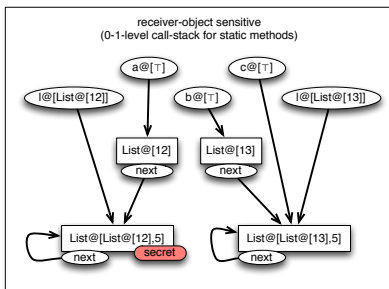 receiver-object sensitive
(0-1-level call-stack for static methods)
a@[⊤]
c@[⊤]
l@[List@[12]]
b@[⊤]
l@[List@[13]]
List@[12]
List@[13]
next
next
List@[List@[12],5]
List@[List@[13],5]
next
secret
next